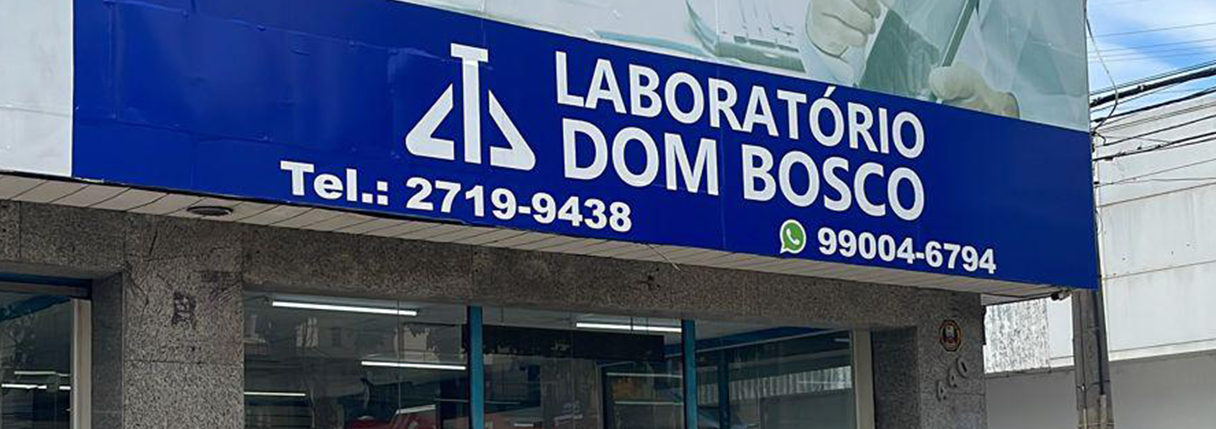 LABORATÓRIO
DOM BOSCO
Tel.: 2719-9438
99004-6794